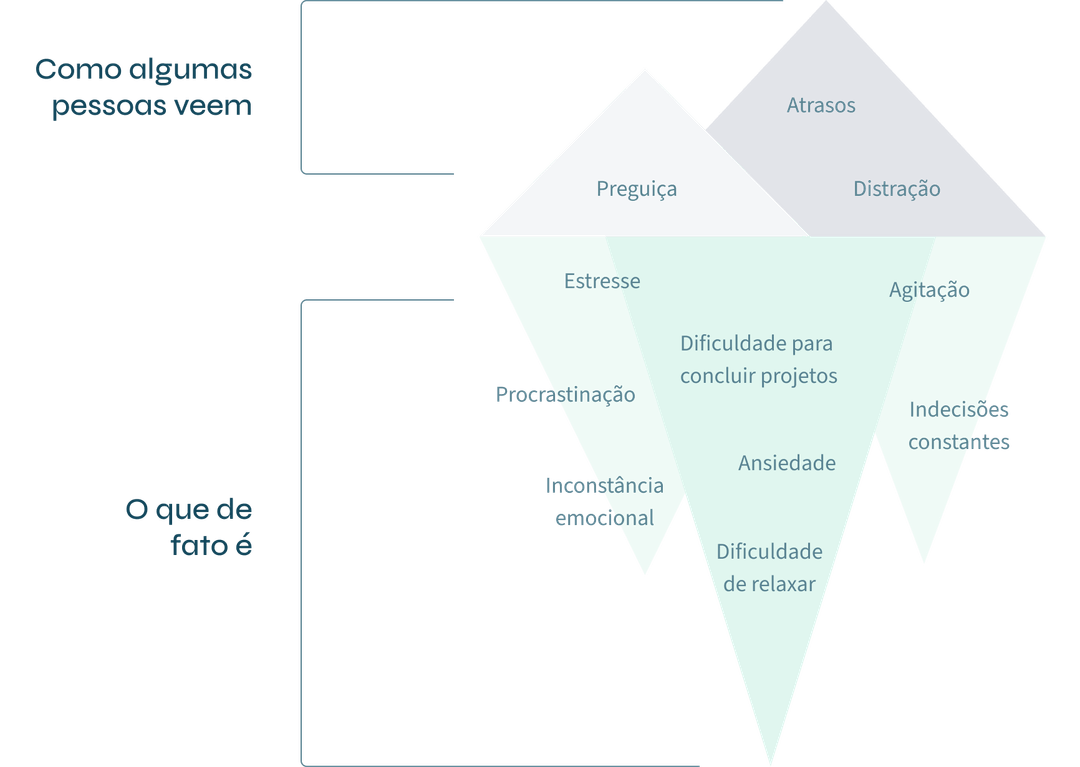 Como algumas
pessoas veem
Atrasos
Preguiça
Distração
Estresse
Agitação
Dificuldade para
concluir projetos
Procrastinação
Indecisões
constantes
Ansiedade
Inconstância
emocional
O que de
fato é
Dificuldade
de relaxar